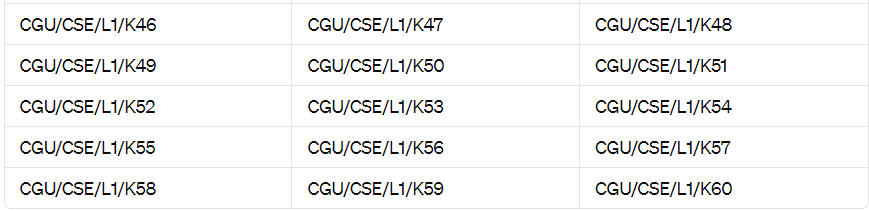 CGU/CSE/L1/K46 CGU/CSE/L1/K47 CGU/CSE/L1/K48
CGU/CSE/L1/K49 CGU/CSE/L1/K50 CGU/CSE/L1/K51
CGU/CSE/L1/K52 CGU/CSE/L1/K53 CGU/CSE/L1/K54
CGU/CSE/L1/K55 CGU/CSE/L1/K56 CGU/CSE/L1/K57
CGU/CSE/L1/K58 CGU/CSE/L1/K59 CGU/CSE/L1/K60